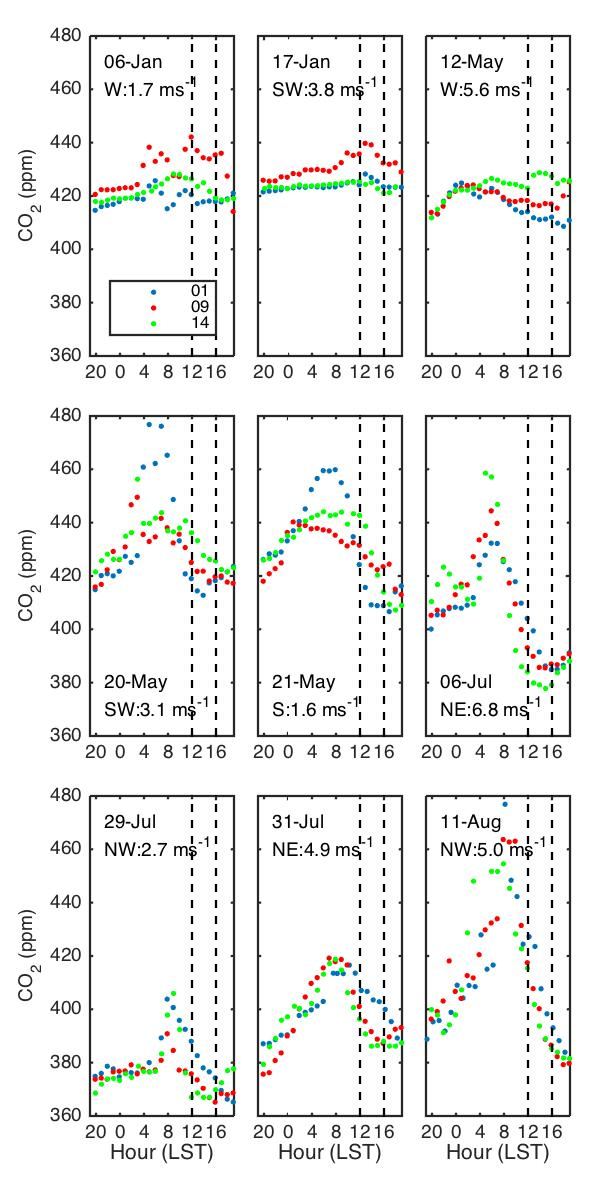 480
460
440
420
400
380
360
CO2 (ppm)
06-Jan
W:1.7 ms-1
01
09
14
20 0 4 8 12 16
17-Jan
SW:3.8 ms-1
20 0 4 8 12 16
12-May
W:5.6 ms-1
20 0 4 8 12 16
480
460
440
420
400
380
360
CO2 (ppm)
20-May
SW:3.1 ms-1
20 0 4 8 12 16
21-May
S:1.6 ms-1
20 0 4 8 12 16
06-Jul
NE:6.8 ms-1
20 0 4 8 12 16
480
460
440
420
400
380
360
CO2 (ppm)
29-Jul
NW:2.7 ms-1
20 0 4 8 12 16
Hour (LST)
31-Jul
NE:4.9 ms-1
20 0 4 8 12 16
Hour (LST)
11-Aug
NW:5.0 ms-1
20 0 4 8 12 16
Hour (LST)